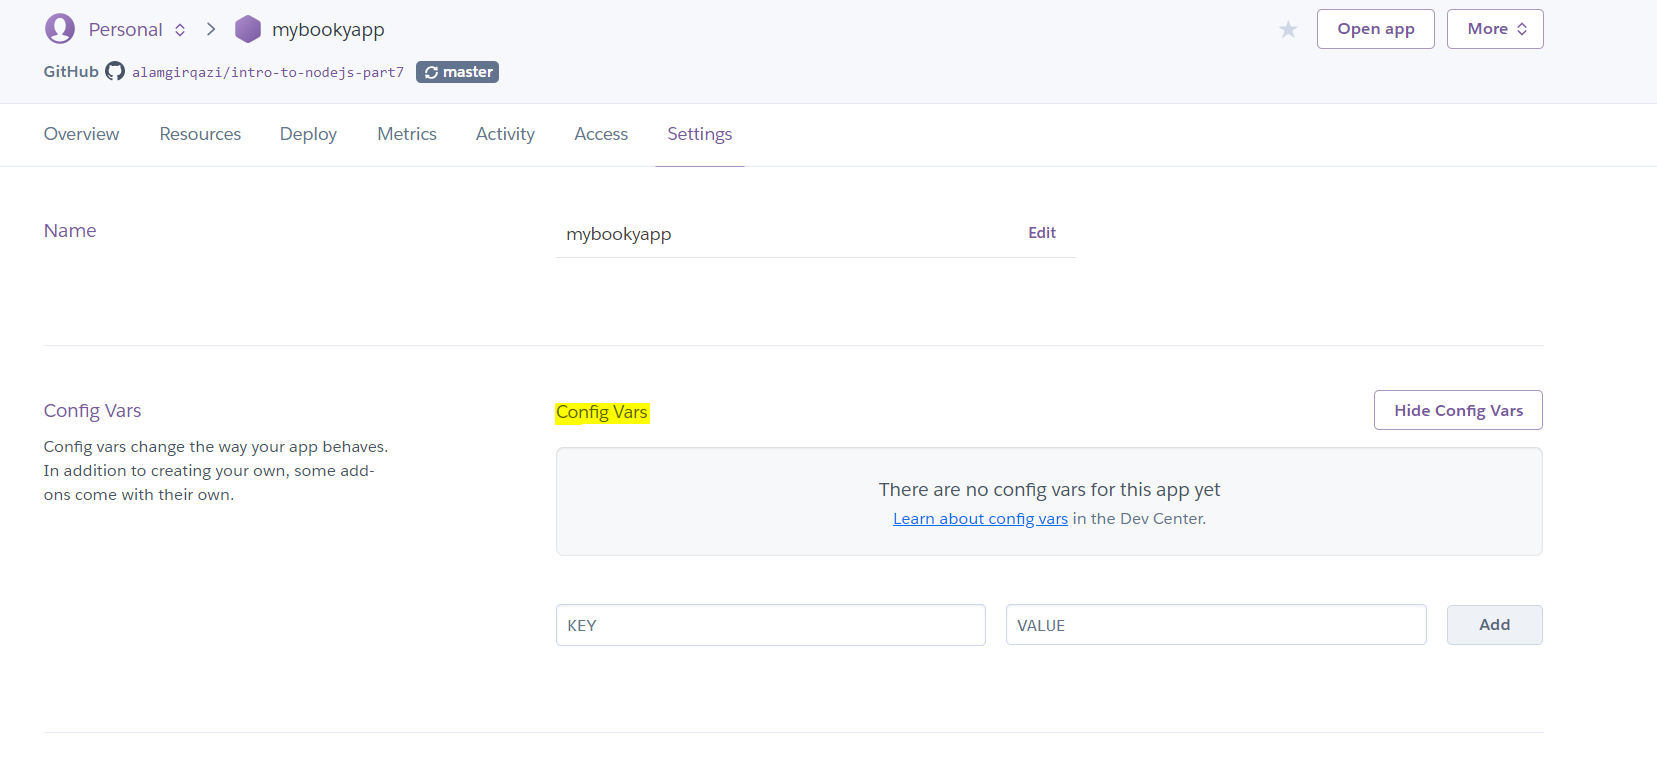 Personal mybookyapp Open app More
GitHub alamgirqazi/intro-to-nodejs-part7 master
Overview Resources Deploy Metrics Activity Access Settings
Name mybookyapp Edit
Config Vars
Config vars change the way your app behaves.
In addition to creating your own, some add-
ons come with their own.
Config Vars Hide Config Vars
There are no config vars for this app yet
Learn about config vars in the Dev Center.
KEY VALUE Add